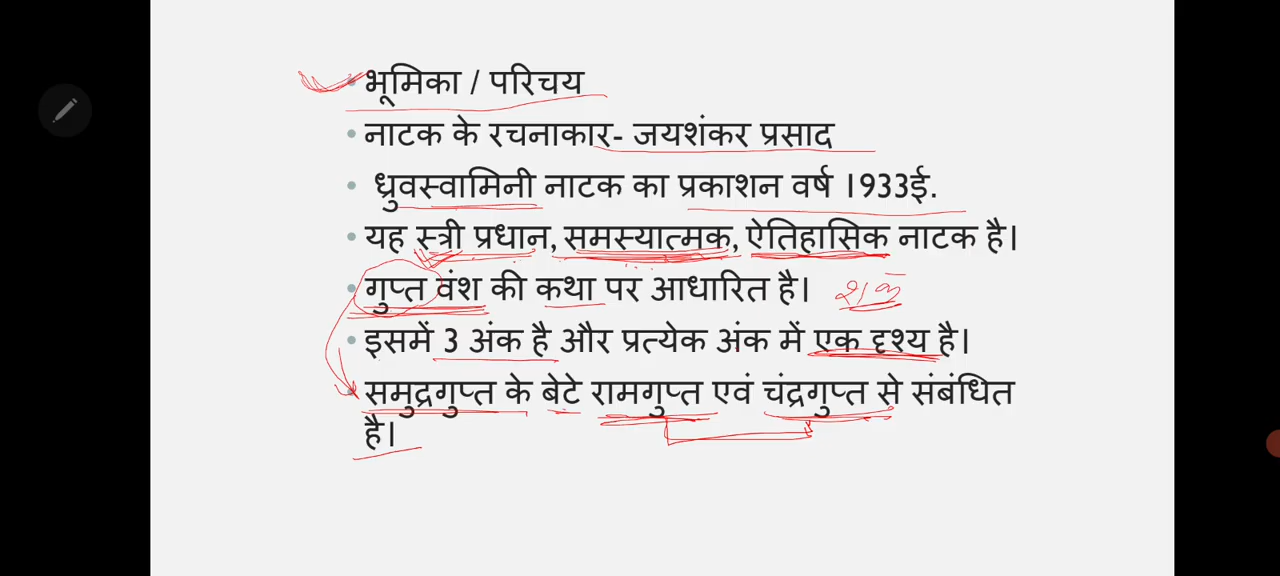 • भूमिका / परिचय
• नाटक के रचनाकार- जयशंकर प्रसाद
• ध्रुवस्वामिनी नाटक का प्रकाशन वर्ष 1933ई.
• यह स्त्री प्रधान, समस्यात्मक, ऐतिहासिक नाटक है।
• गुप्त वंश की कथा पर आधारित है। शक
• इसमें 3 अंक है और प्रत्येक अंक में एक दृश्य है।
• समुद्रगुप्त के बेटे रामगुप्त एवं चंद्रगुप्त से संबंधित
है।